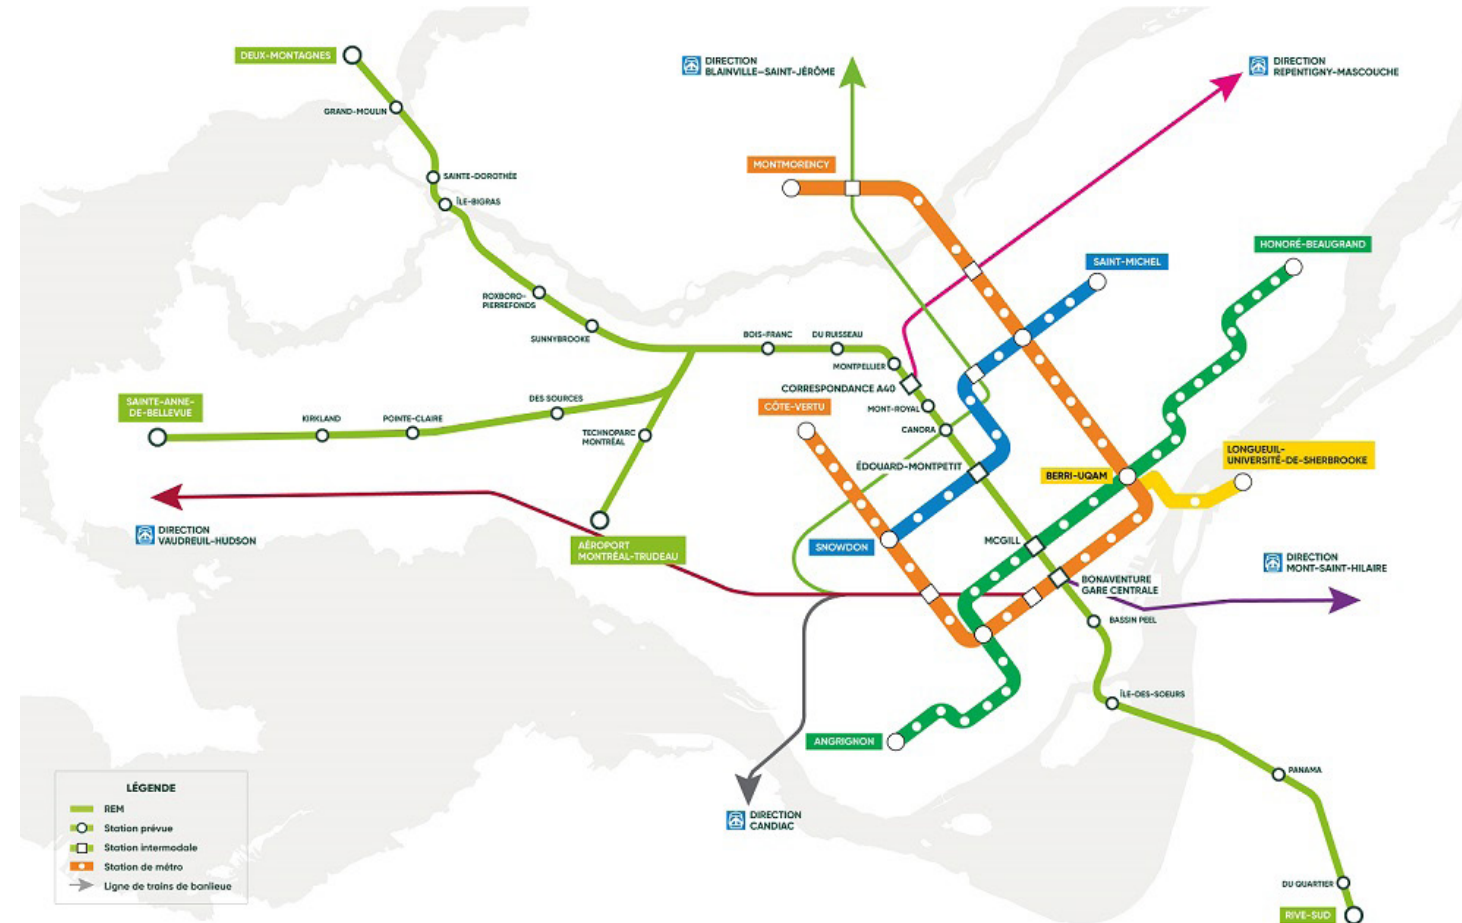 DEUX-MONTAGNES
GRAND-MOULIN
SAINTE-DOROTHÉE
ÎLE-BIGRAS
ROXBORO-
PIERREFONDS
SUNNYBROOKE
DIRECTION
BLAINVILLE–SAINT-JÉRÔME
DIRECTION
REPENTIGNY-MASCOUCHE
MONTMORENCY
HONORÉ-BEAUGRAND
SAINT-MICHEL
BOIS-FRANC
DU RUISSEAU
MONTPELLIER
CORRESPONDANCE A40
MONT-ROYAL
CANORA
CÔTE-VERTU
SAINTE-ANNE-
DE-BELLEVUE
KIRKLAND
POINTE-CLAIRE
DES SOURCES
TECHNOPARC
MONTRÉAL
ÉDOUARD-MONTPETIT
BERRI-UQAM
LONGUEUIL-
UNIVERSITÉ-DE-SHERBROOKE
DIRECTION
VAUDREUIL-HUDSON
AÉROPORT
MONTRÉAL-TRUDEAU
SNOWDON
MCGILL
BONAVENTURE
GARE CENTRALE
DIRECTION
MONT-SAINT-HILAIRE
BASSIN PEEL
ÎLE-DES-SOEURS
ANGRIGNON
PANAMA
DIRECTION
CANDIAC
DU QUARTIER
RIVE-SUD
LÉGENDE
REM
Station prévue
Station intermodale
Station de métro
Ligne de trains de banlieue